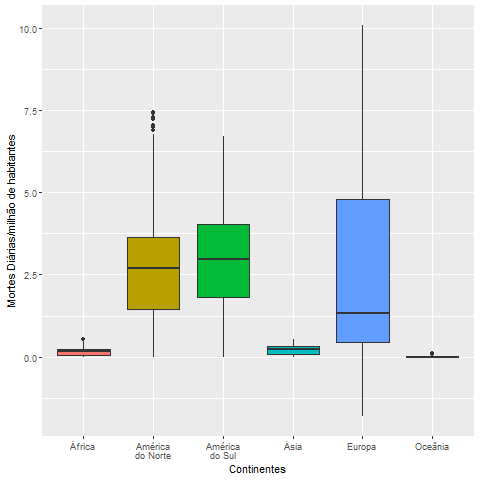 Mortes Diárias/milhão de habitantes
10.0
7.5
5.0
2.5
0.0
África
América
do Norte
América
do Sul
Ásia
Europa
Oceânia
Continentes